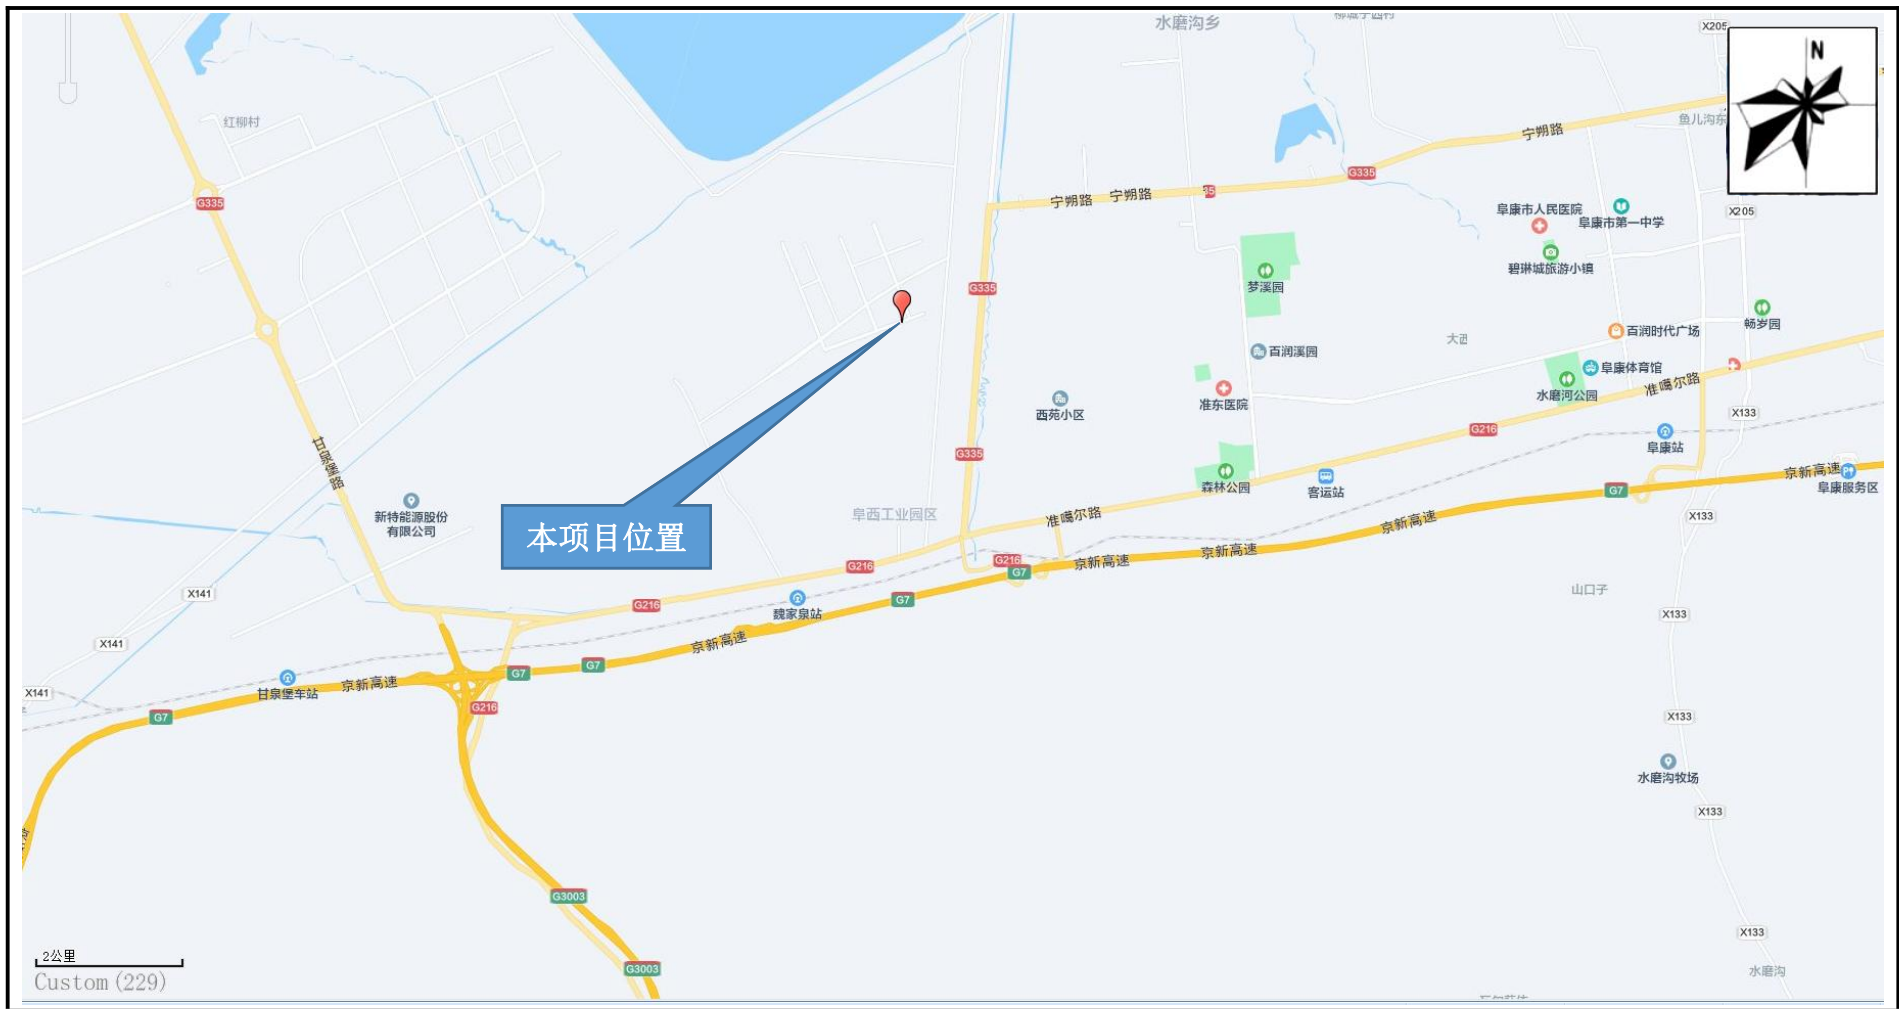 水磨沟乡
X205
N
红柳村
宁朔路
鱼儿沟东
G335
G335
宁朔路
宁朔路
阜康市人民医院
阜康市第一中学
X205
碧琳城旅游小镇
G335
梦溪园
畅岁园
百润时代广场
大西
百润溪园
阜康体育馆
准东医院
西苑小区
水磨河公园
准噶尔路
X133
G216
阜康站
甘泉堡路
G335
京新高速
阜康服务区
森林公园
客运站
G7
新特能源股份
有限公司
阜西工业园区
准噶尔路
京新高速
X133
本项目位置
京新高速
G216
G216
京新高速
G7
山口子
X141
G216
G7
魏家泉站
X133
X141
京新高速
G7
G7
甘泉堡车站
京新高速
X141
G216
G7
X133
水磨沟牧场
X133
G3003
X133
2公里
G3003
水磨沟
Custom(229)